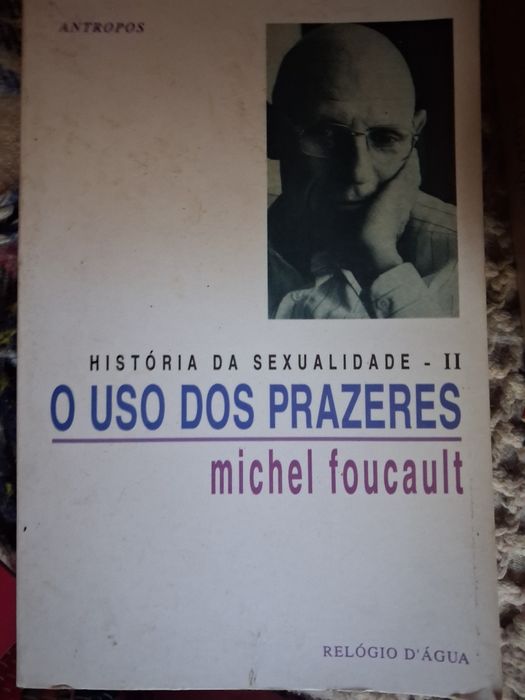 ANTROPOS
HISTÓRIA DA SEXUALIDADE - II
O USO DOS PRAZERES
michel foucault
RELÓGIO D'ÁGUA